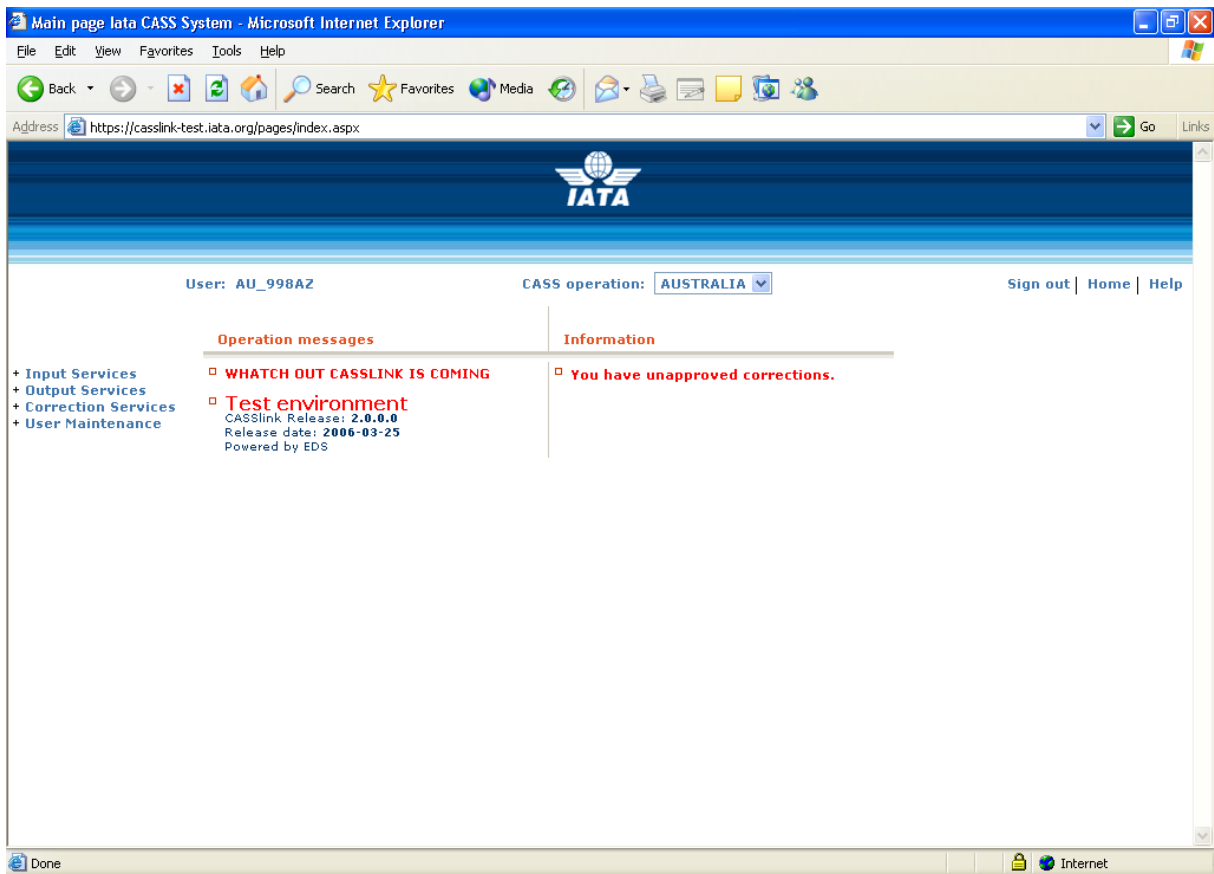 Main page Iata CASS System - Microsoft Internet Explorer
File Edit View Favorites Tools Help
Back Search Favorites Media
Address https://casslink-test.iata.org/pages/index.aspx Go Links
IATA
User: AU_998AZ CASS operation: AUSTRALIA Sign out | Home | Help
Operation messages Information
+ Input Services
+ Output Services
+ Correction Services
+ User Maintenance
WHATCH OUT CASSLINK IS COMING
Test environment
CASSlink Release: 2.0.0.0
Release date: 2006-03-25
Powered by EDS
You have unapproved corrections.
Done Internet